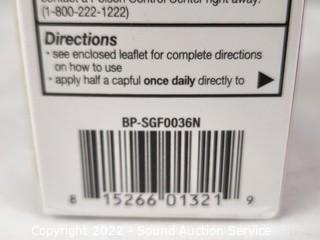 contact a Poison Control Center right away.
(1-800-222-1222)
Directions
• see enclosed leaflet for complete directions
on how to use
• apply half a capful once daily directly to
BP-SGF0036N
8 15266 01321 9
Copyright 2022 - Sound Auction Service